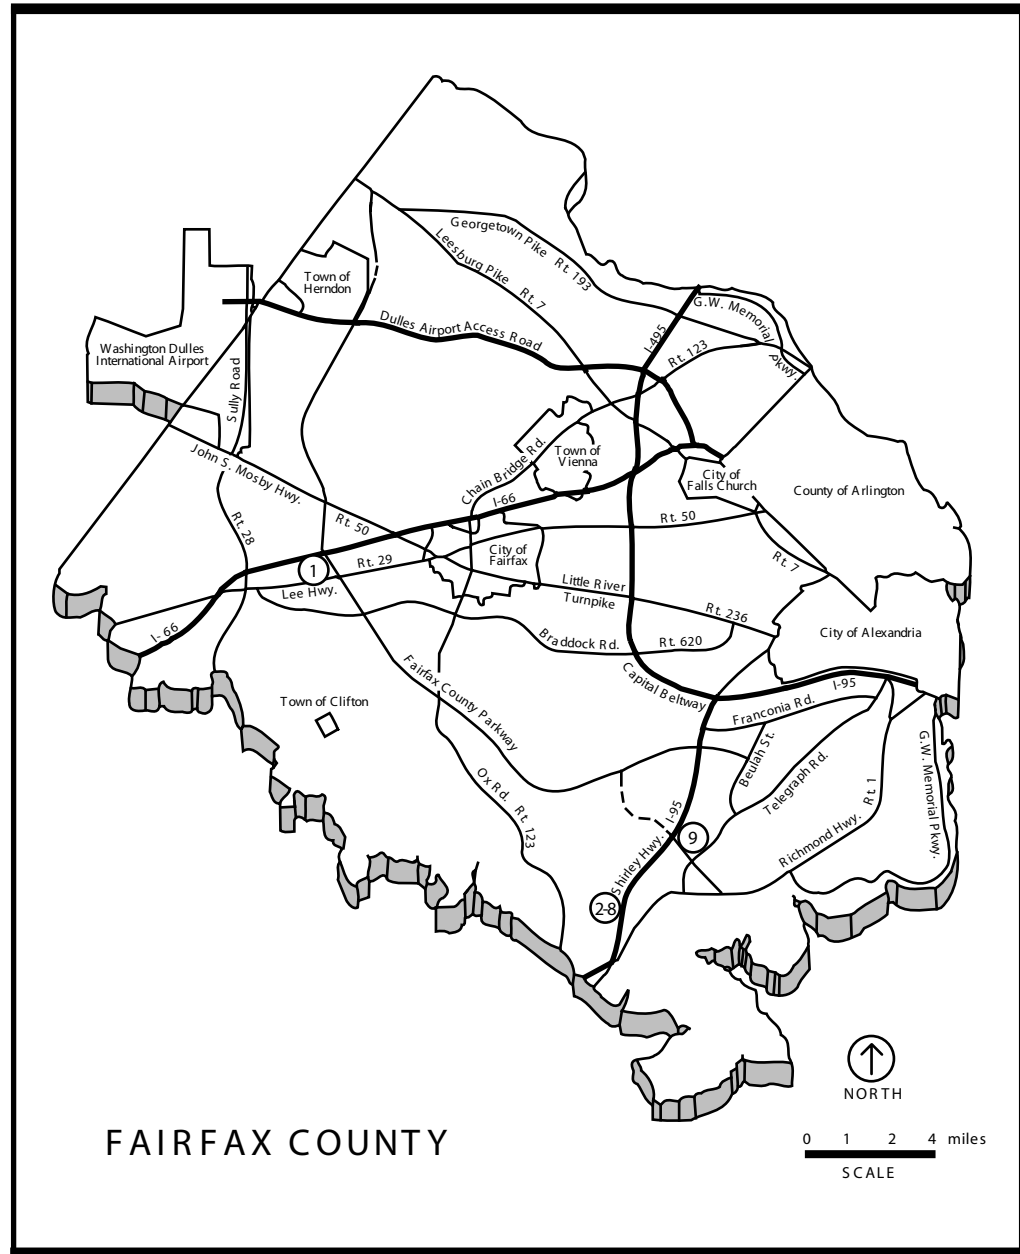 Georgetown Pike Rt. 193
Leesburg Pike Rt. 7
Town of
Herndon
G.W. Memorial Pkwy.
Dulles Airport Access Road
I-495
Rt. 123
Washington Dulles
International Airport
Sully Road
John S. Mosby Hwy.
Chain Bridge Rd.
Town of
Vienna
City of
Falls Church
County of Arlington
I-66
Rt. 50
Rt. 50
Rt. 28
Rt. 29
City of
Fairfax
Rt. 7
1
Lee Hwy.
Little River
Turnpike
Rt. 236
I- 66
Braddock Rd.
Rt. 620
City of Alexandria
Fairfax County Parkway
Capital Beltway
I-95
Town of Clifton
Franconia Rd.
Beulah St.
Telegraph Rd.
G.W. Memorial Pkwy.
Ox Rd. Rt. 123
Rt 1
Richmond Hwy.
Shirley Hwy. I-95
9
2-8
NORTH
FAIRFAX COUNTY
0 1 2 4 miles
SCALE